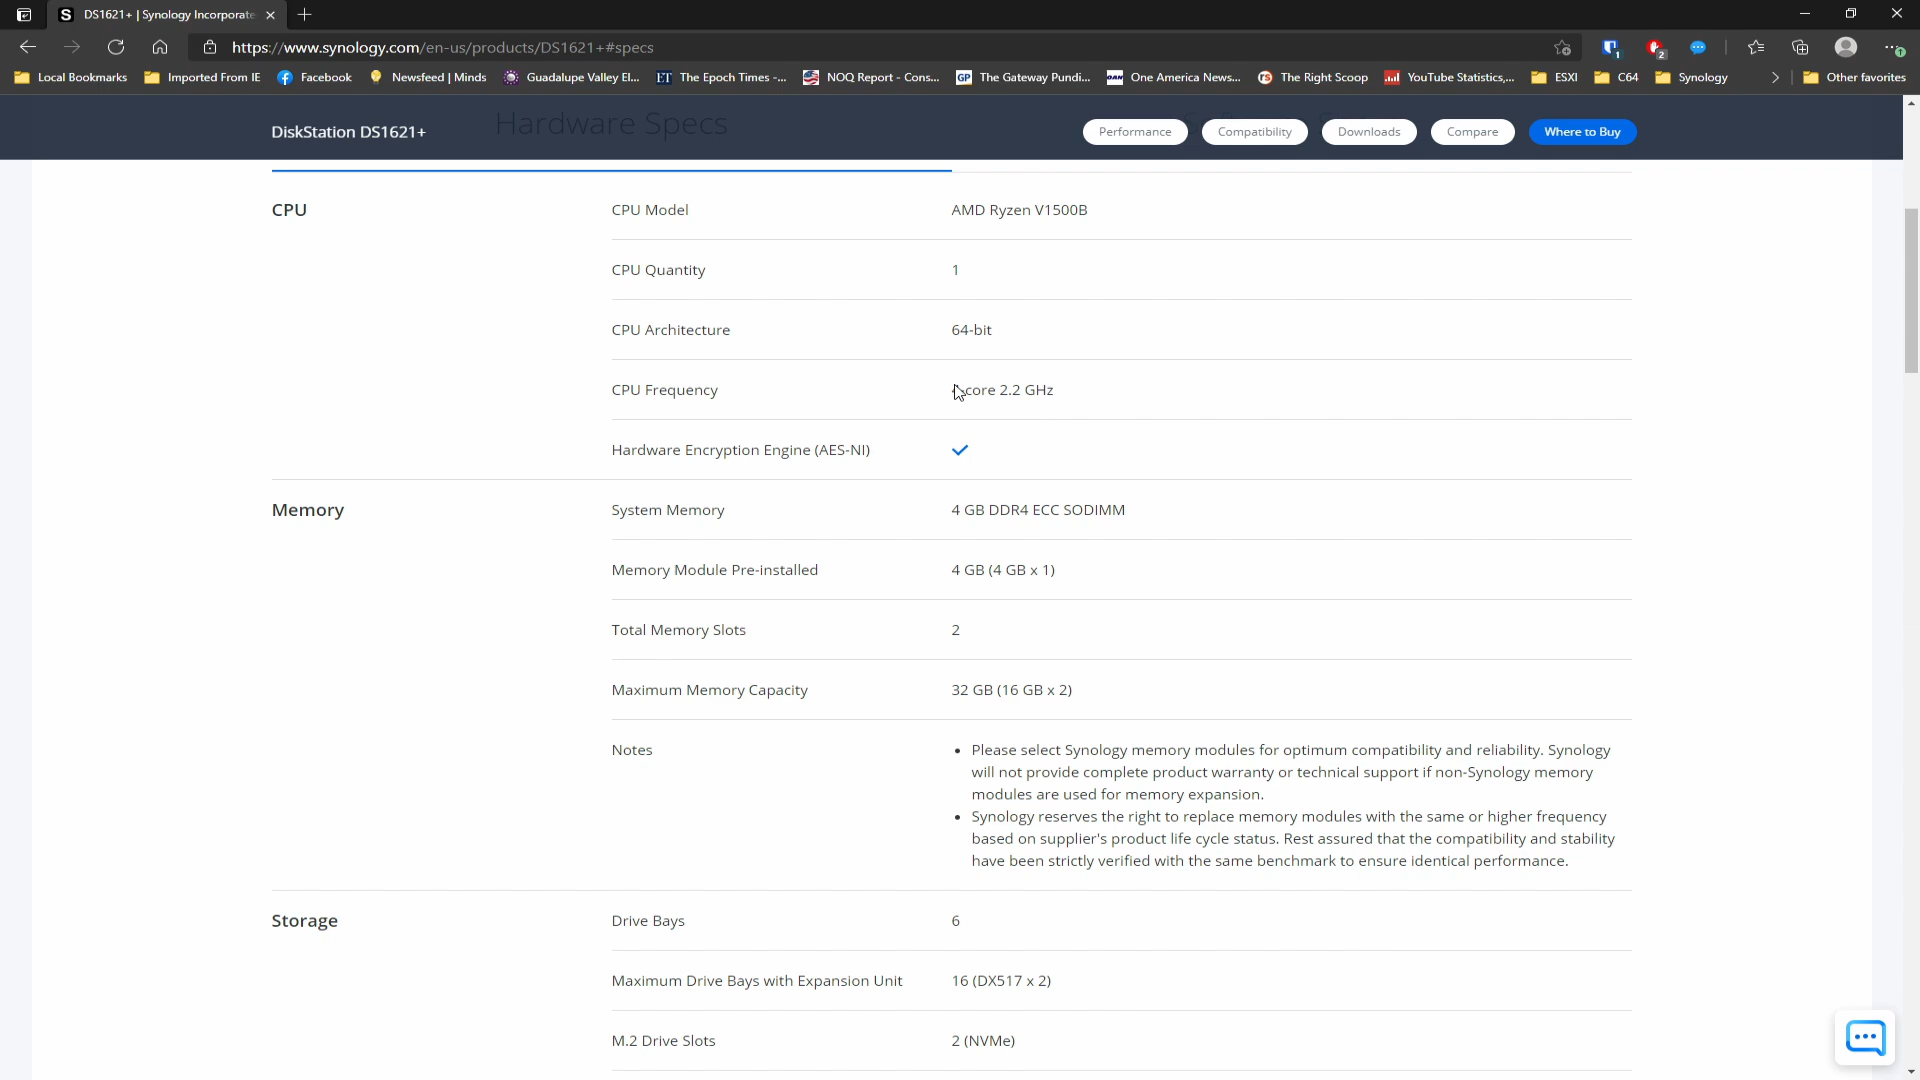 DS1621+ | Synology Incorporate
https://www.synology.com/en-us/products/DS1621+#specs
1
2
Local Bookmarks
Imported From IE
Facebook
Newsfeed | Minds
Guadalupe Valley El...
ET The Epoch Times -...
NOQ Report - Cons...
GP The Gateway Pundi...
OAN One America News...
The Right Scoop
YouTube Statistics,...
ESXI
C64
Synology
Other favorites
DiskStation DS1621+
Hardware Specs
Performance
Compatibility
Downloads
Compare
Where to Buy
CPU
CPU Model
AMD Ryzen V1500B
CPU Quantity
1
CPU Architecture
64-bit
CPU Frequency
core 2.2 GHz
Hardware Encryption Engine (AES-NI)
Memory
System Memory
4 GB DDR4 ECC SODIMM
Memory Module Pre-installed
4 GB (4 GB x 1)
Total Memory Slots
2
Maximum Memory Capacity
32 GB (16 GB x 2)
Notes
• Please select Synology memory modules for optimum compatibility and reliability. Synology
will not provide complete product warranty or technical support if non-Synology memory
modules are used for memory expansion.
• Synology reserves the right to replace memory modules with the same or higher frequency
based on supplier's product life cycle status. Rest assured that the compatibility and stability
have been strictly verified with the same benchmark to ensure identical performance.
Storage
Drive Bays
6
Maximum Drive Bays with Expansion Unit
16 (DX517 x 2)
M.2 Drive Slots
2 (NVMe)